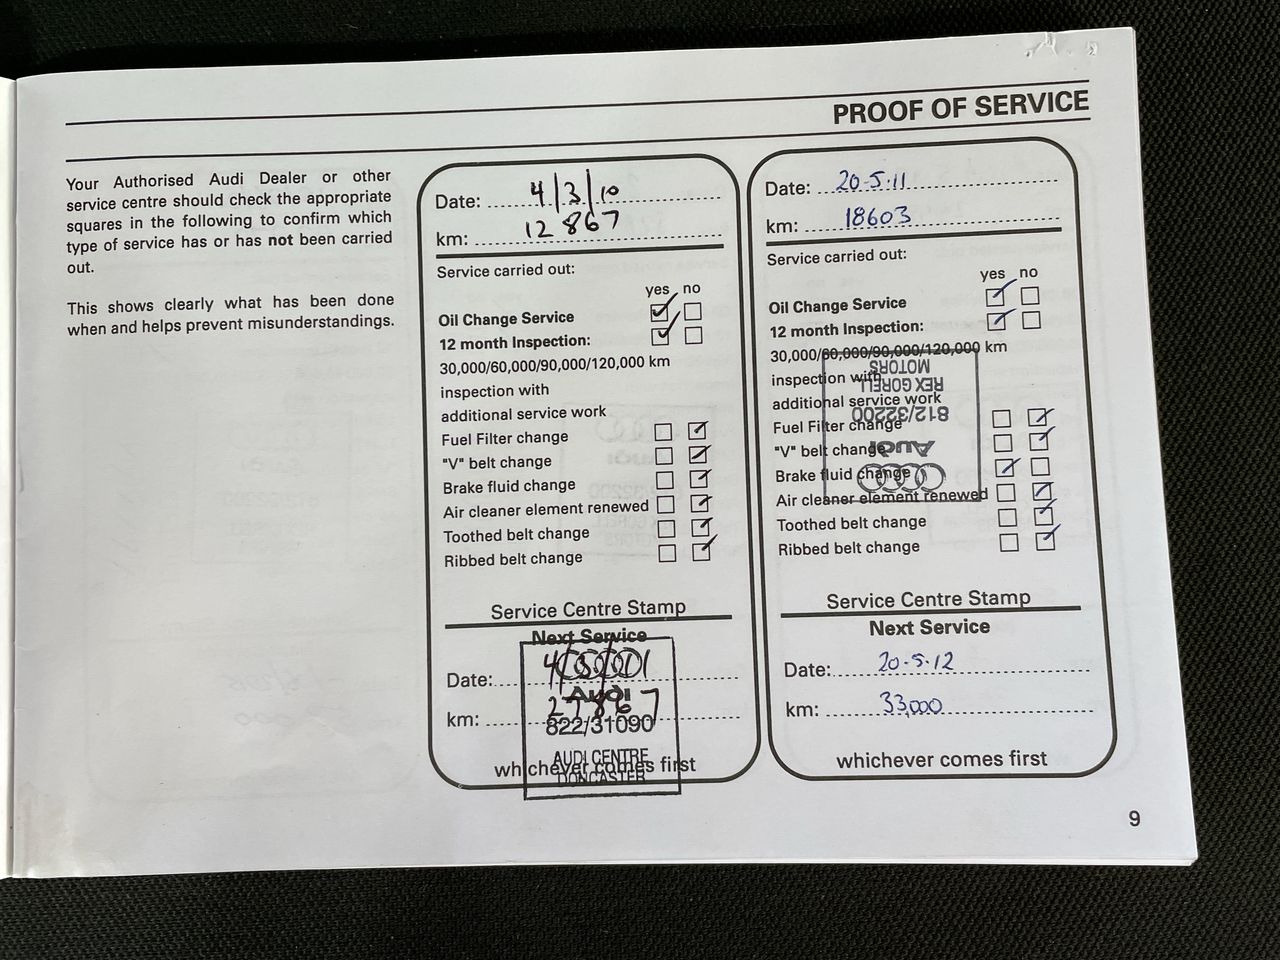 PROOF OF SERVICE
Your Authorised Audi Dealer or other
service centre should check the appropriate
squares in the following to confirm which
type of service has or has not been carried
out.
This shows clearly what has been done
when and helps prevent misunderstandings.
Date: 4/3/10
km: 12867
Service carried out:
yes no
Oil Change Service
12 month Inspection:
30,000/60,000/90,000/120,000 km
inspection with
additional service work
Fuel Filter change
"V" belt change
Brake fluid change
Air cleaner element renewed
Toothed belt change
Ribbed belt change
Service Centre Stamp
Next Service
Date: 4/3/11
km: 27867
Audi
822/31090
AUDI CENTRE
DONCASTER
whichever comes first
Date: 20-5-11
km: 18603
Service carried out:
yes no
Oil Change Service
12 month Inspection:
30,000/60,000/90,000/120,000 km
inspection with
additional service work
Fuel Filter change
"V" belt change
Brake fluid change
Air cleaner element renewed
Toothed belt change
Ribbed belt change
Audi
812/32200
REX GORELL
MOTORS
Service Centre Stamp
Next Service
Date: 20-5-12
km: 33,000
whichever comes first
9